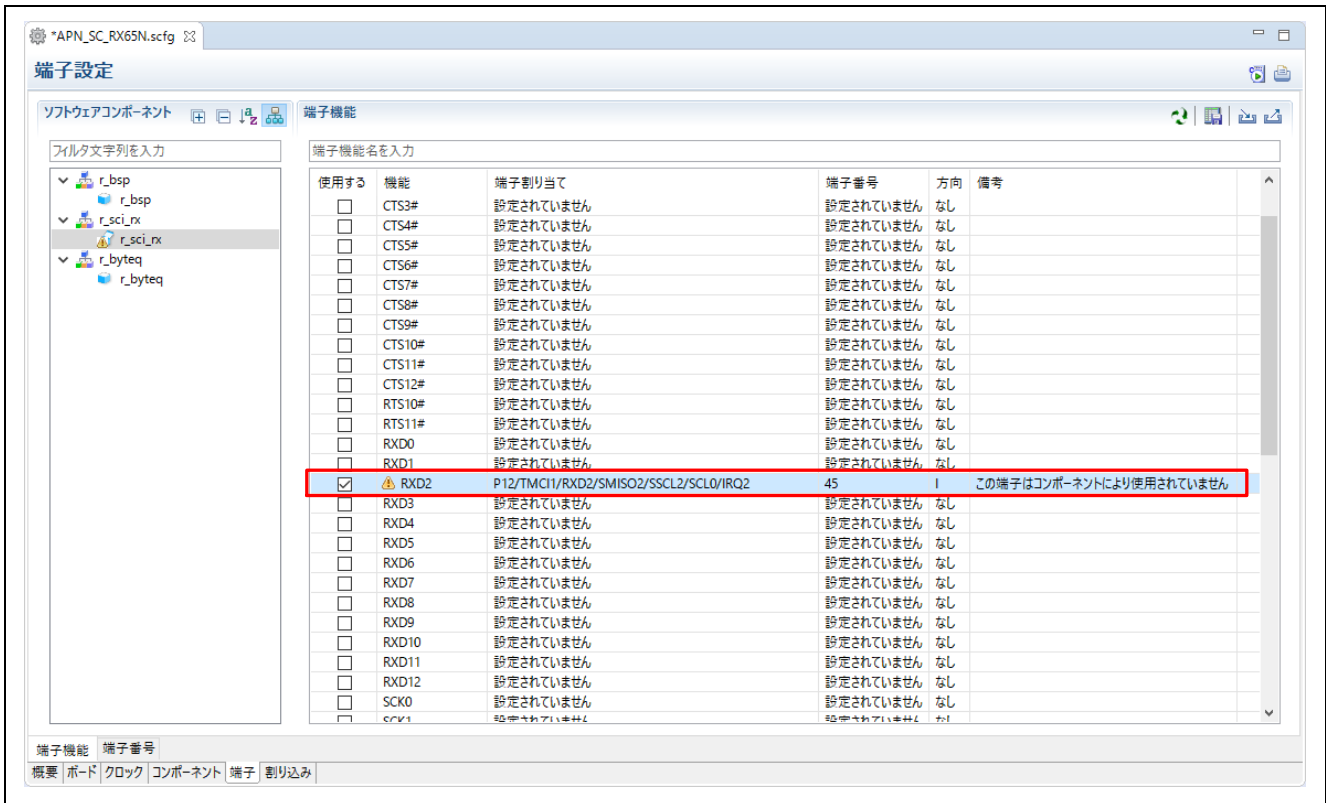 *APN_SC_RX65N.scfg
端子設定
ソフトウェアコンポーネント
端子機能
フィルタ文字列を入力
端子機能名を入力
r_bsp
r_bsp
r_sci_rx
r_sci_rx
r_byteq
r_byteq
使用する 機能 端子割り当て 端子番号 方向 備考
CTS3# 設定されていません 設定されていません なし
CTS4# 設定されていません 設定されていません なし
CTS5# 設定されていません 設定されていません なし
CTS6# 設定されていません 設定されていません なし
CTS7# 設定されていません 設定されていません なし
CTS8# 設定されていません 設定されていません なし
CTS9# 設定されていません 設定されていません なし
CTS10# 設定されていません 設定されていません なし
CTS11# 設定されていません 設定されていません なし
CTS12# 設定されていません 設定されていません なし
RTS10# 設定されていません 設定されていません なし
RTS11# 設定されていません 設定されていません なし
RXD0 設定されていません 設定されていません なし
RXD1 設定されていません 設定されていません なし
RXD2 P12/TMCI1/RXD2/SMISO2/SSCL2/SCL0/IRQ2 45 I この端子はコンポーネントにより使用されていません
RXD3 設定されていません 設定されていません なし
RXD4 設定されていません 設定されていません なし
RXD5 設定されていません 設定されていません なし
RXD6 設定されていません 設定されていません なし
RXD7 設定されていません 設定されていません なし
RXD8 設定されていません 設定されていません なし
RXD9 設定されていません 設定されていません なし
RXD10 設定されていません 設定されていません なし
RXD11 設定されていません 設定されていません なし
RXD12 設定されていません 設定されていません なし
SCK0 設定されていません 設定されていません なし
SCK1 設定されていません 設定されていません なし
端子機能 端子番号
概要 ボード クロック コンポーネント 端子 割り込み